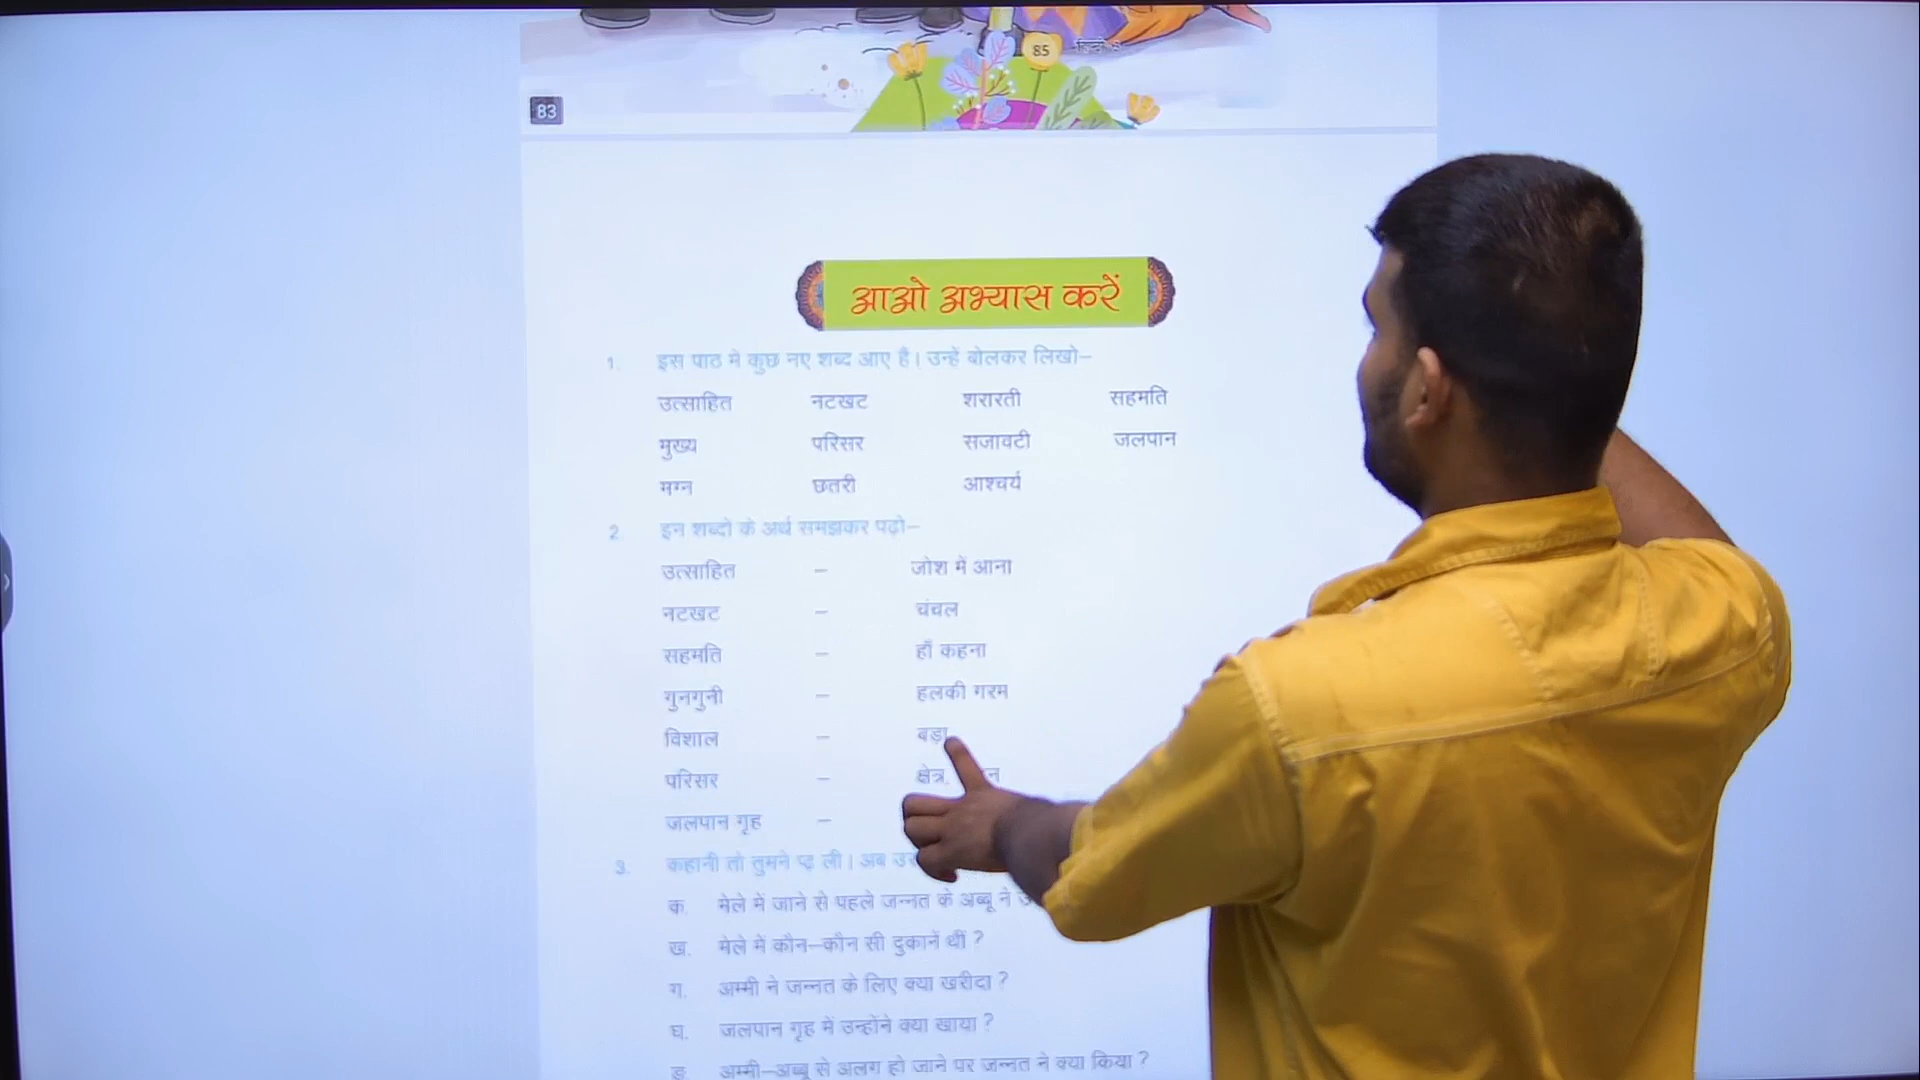 85
83
आओ अभ्यास करें
1. इस पाठ में कुछ नए शब्द आए हैं। उन्हें बोलकर लिखो–
उत्साहित नटखट शरारती सहमति
मुख्य परिसर सजावटी जलपान
मग्न छतरी आश्चर्य
2. इन शब्दों के अर्थ समझकर पढ़ो–
उत्साहित – जोश में आना
नटखट – चंचल
सहमति – हाँ कहना
गुनगुनी – हलकी गरम
विशाल – बड़ा
परिसर – क्षेत्र,
जलपान गृह –
3. कहानी तो तुमने पढ़ ली। अब
क. मेले में जाने से पहले जन्नत के अब्बू ने
ख. मेले में कौन–कौन सी दुकानें थीं ?
ग. अम्मी ने जन्नत के लिए क्या खरीदा ?
घ. जलपान गृह में उन्होंने क्या खाया ?
ङ अम्मी–अब्बू से अलग हो जाने पर जन्नत ने क्या किया ?